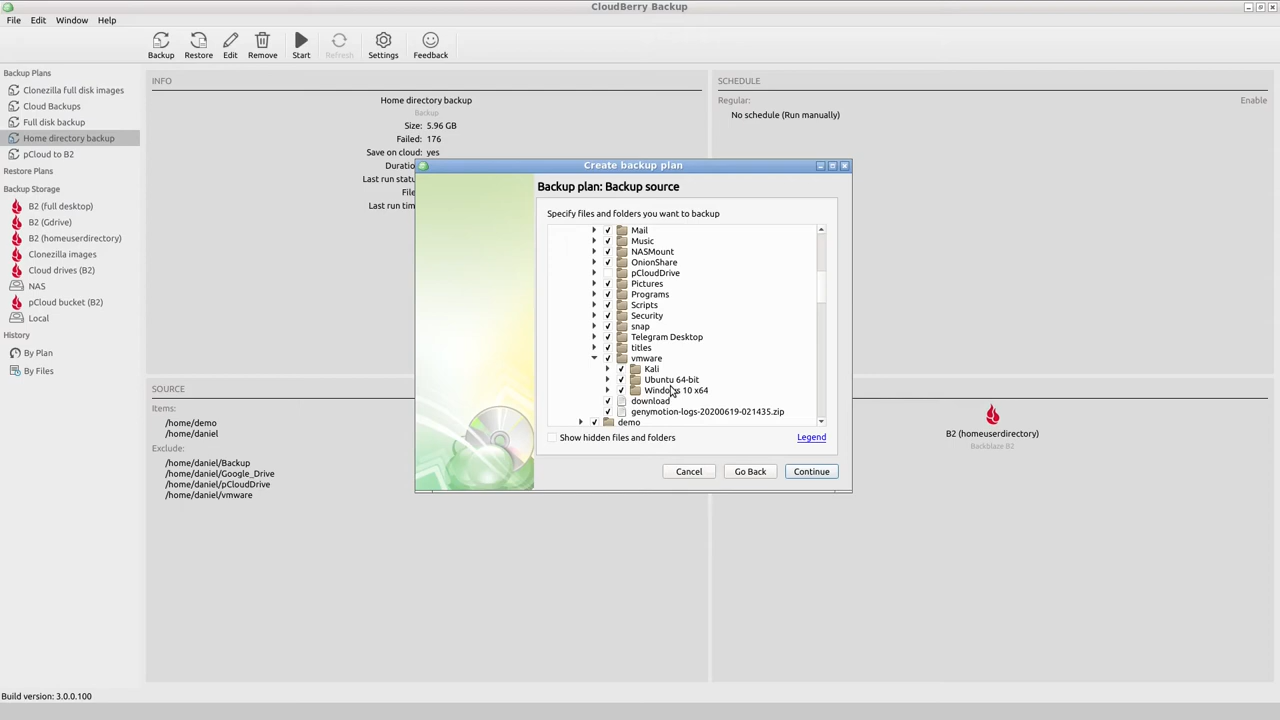 CloudBerry Backup
File Edit Window Help
Backup Restore Edit Remove Start Refresh Settings Feedback
Backup Plans
Clonezilla full disk images
Cloud Backups
Full disk backup
Home directory backup
pCloud to B2
Restore Plans
Backup Storage
B2 (full desktop)
B2 (Gdrive)
B2 (homeuserdirectory)
Clonezilla images
Cloud drives (B2)
NAS
pCloud bucket (B2)
Local
History
By Plan
By Files
INFO
Home directory backup
Backup
Size: 5.96 GB
Failed: 176
Save on cloud: yes
Duratio
Last run statu
File
Last run tim
SCHEDULE
Regular: Enable
No schedule (Run manually)
Create backup plan
Backup plan: Backup source
Specify files and folders you want to backup
Mail
Music
NASMount
OnionShare
pCloudDrive
Pictures
Programs
Scripts
Security
snap
Telegram Desktop
titles
vmware
Kali
Ubuntu 64-bit
Windows 10 x64
download
genymotion-logs-20200619-021435.zip
demo
Show hidden files and folders Legend
Cancel Go Back Continue
SOURCE
Items:
/home/demo
/home/daniel
Exclude:
/home/daniel/Backup
/home/daniel/Google_Drive
/home/daniel/pCloudDrive
/home/daniel/vmware
B2 (homeuserdirectory)
Backblaze B2
Build version: 3.0.0.100